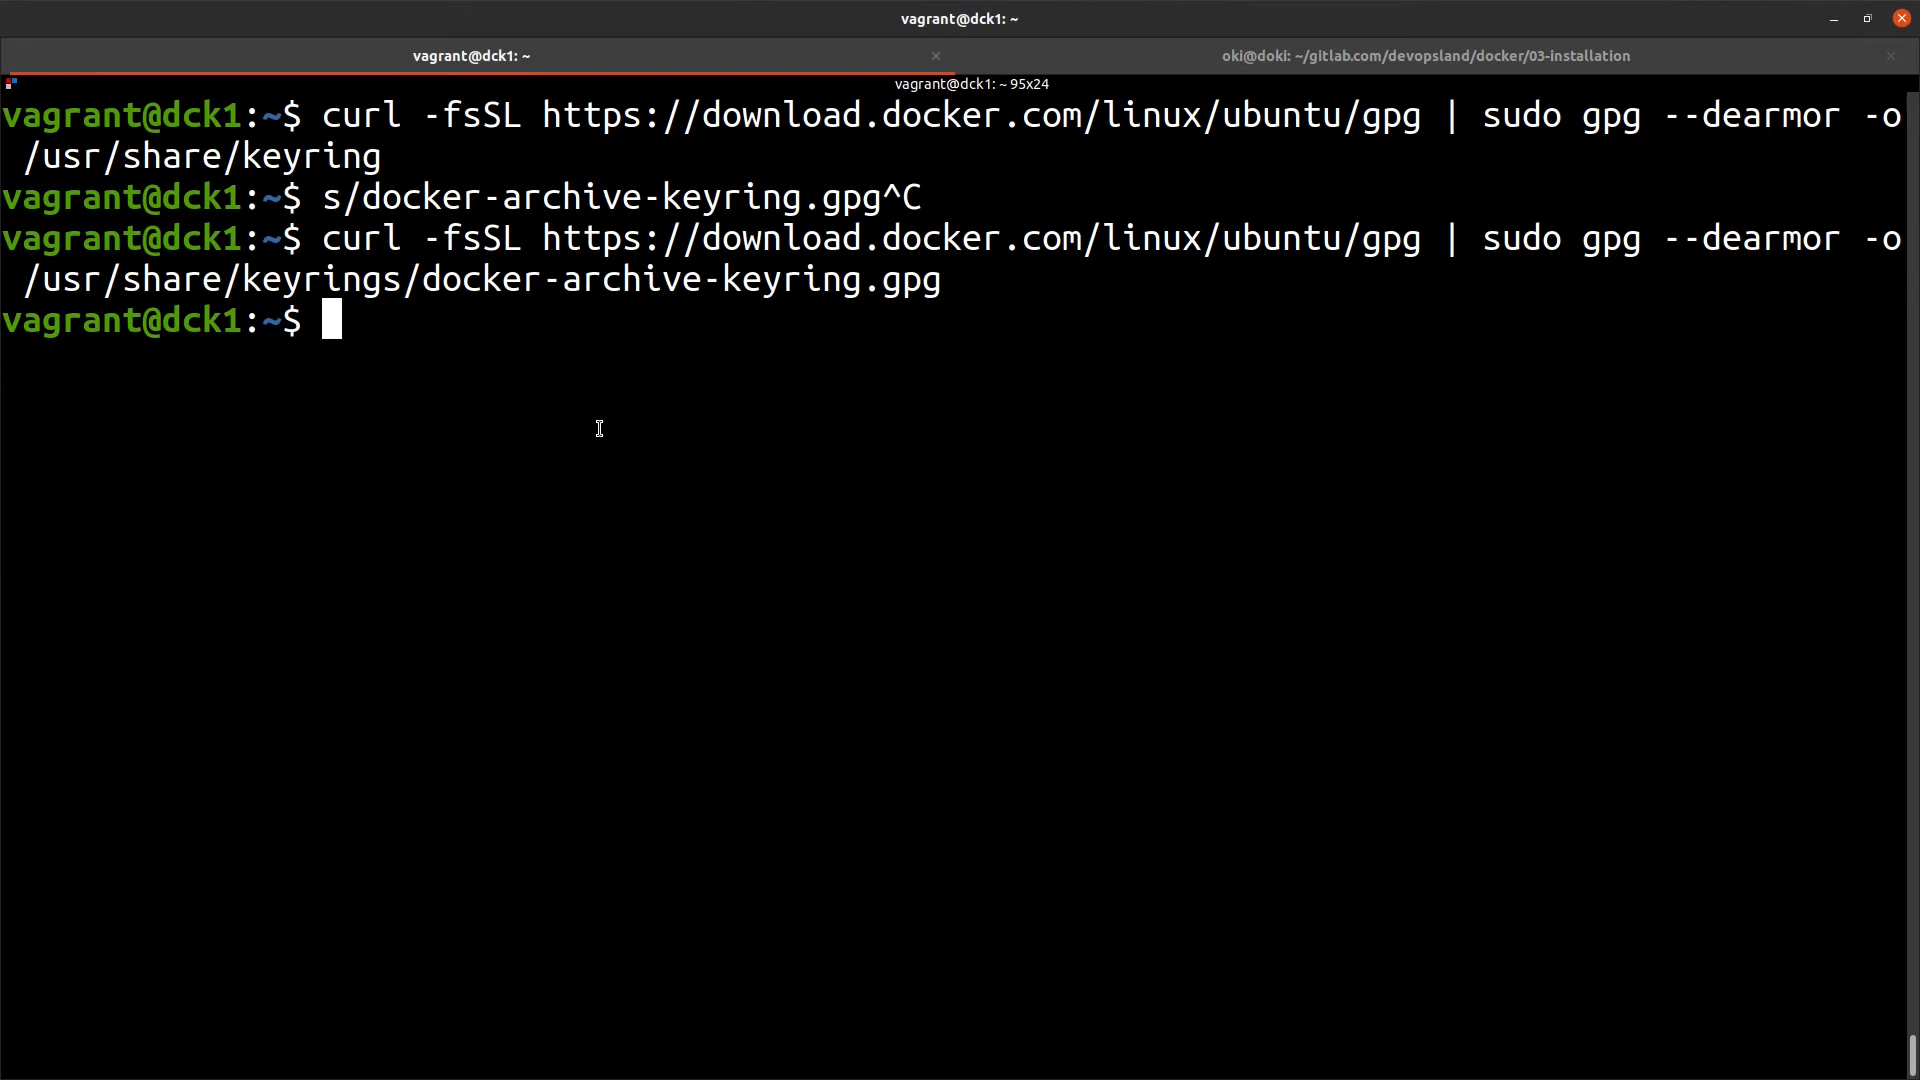 vagrant@dck1: ~
vagrant@dck1: ~
oki@doki: ~/gitlab.com/devopsland/docker/03-installation
vagrant@dck1: ~ 95x24
vagrant@dck1:~$ curl -fsSL https://download.docker.com/linux/ubuntu/gpg | sudo gpg --dearmor -o
/usr/share/keyring
vagrant@dck1:~$ s/docker-archive-keyring.gpg^C
vagrant@dck1:~$ curl -fsSL https://download.docker.com/linux/ubuntu/gpg | sudo gpg --dearmor -o
/usr/share/keyrings/docker-archive-keyring.gpg
vagrant@dck1:~$